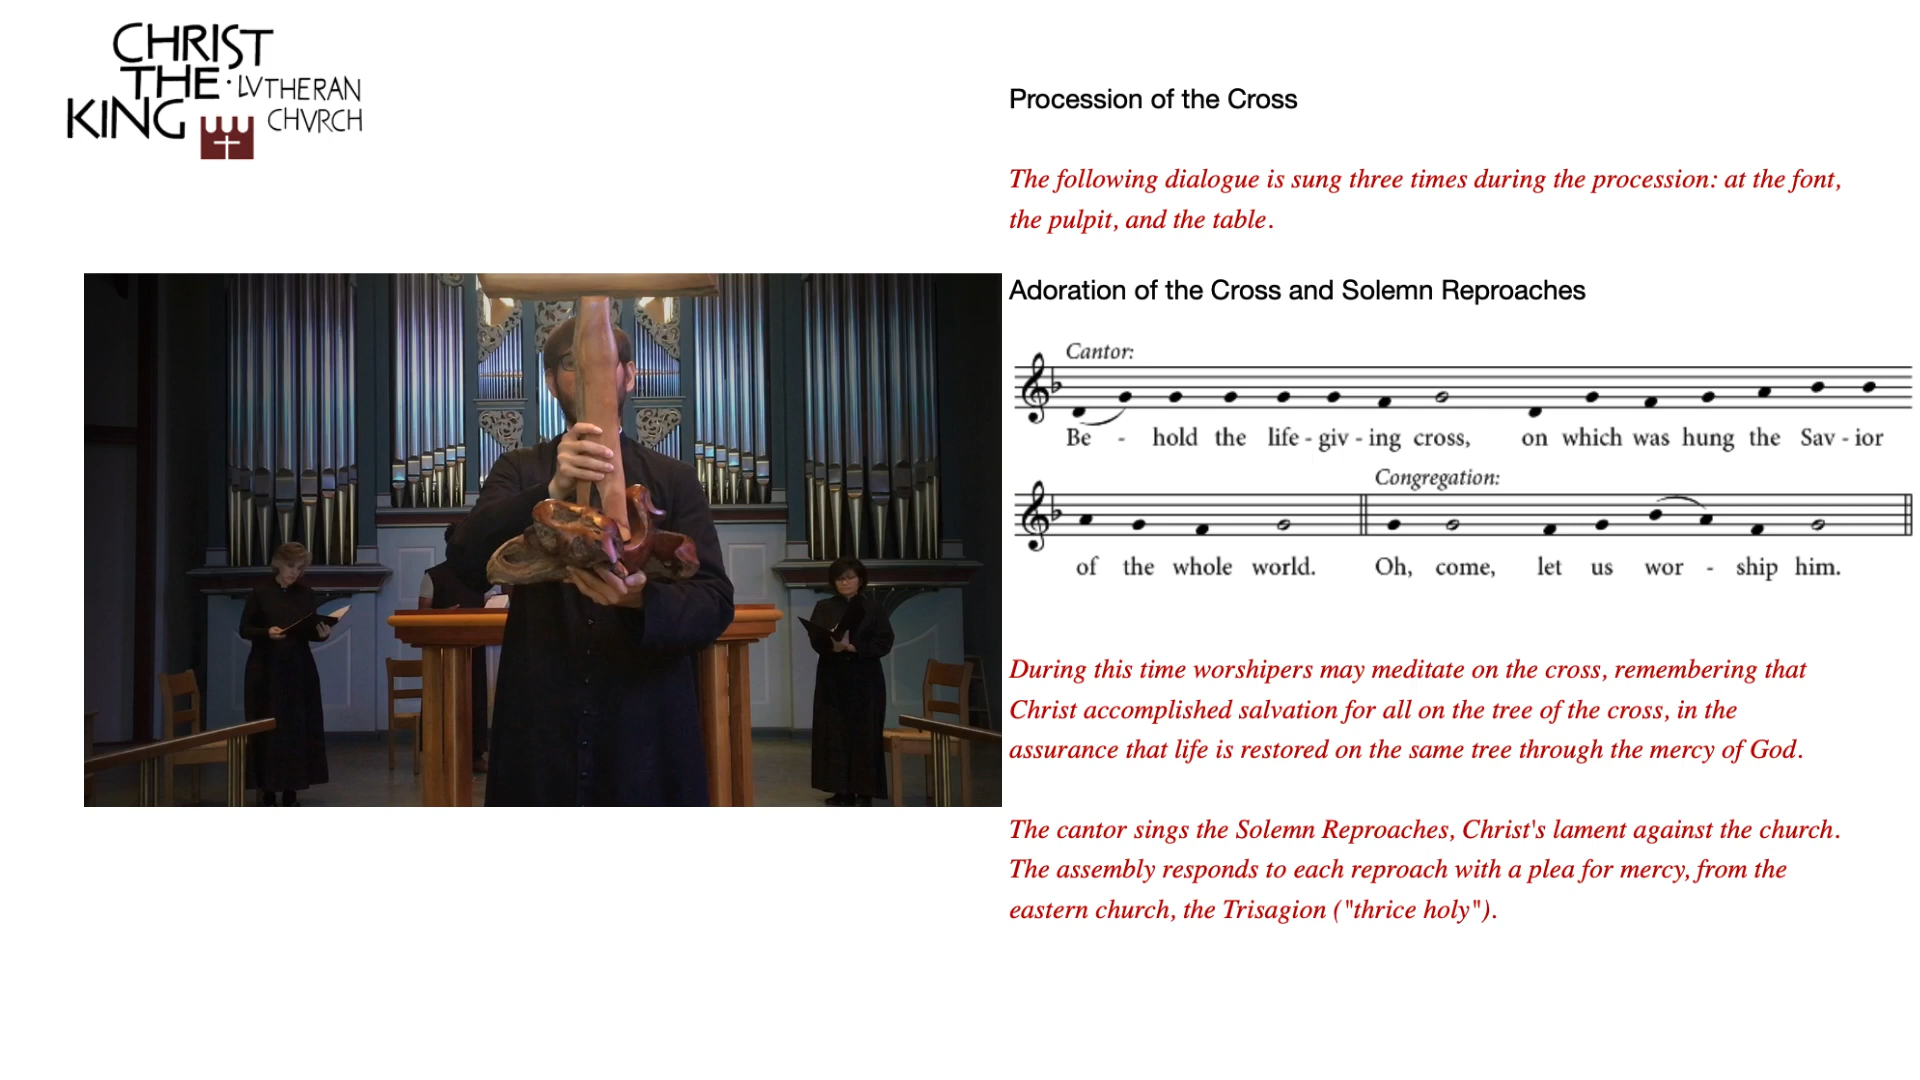 CHRIST
THE · LVTHERAN
KING CHVRCH
Procession of the Cross
The following dialogue is sung three times during the procession: at the font,
the pulpit, and the table.
Adoration of the Cross and Solemn Reproaches
Cantor:
Be - hold the life - giv - ing cross, on which was hung the Sav - ior
Congregation:
of the whole world. Oh, come, let us wor - ship him.
During this time worshipers may meditate on the cross, remembering that
Christ accomplished salvation for all on the tree of the cross, in the
assurance that life is restored on the same tree through the mercy of God.
The cantor sings the Solemn Reproaches, Christ's lament against the church.
The assembly responds to each reproach with a plea for mercy, from the
eastern church, the Trisagion ("thrice holy").